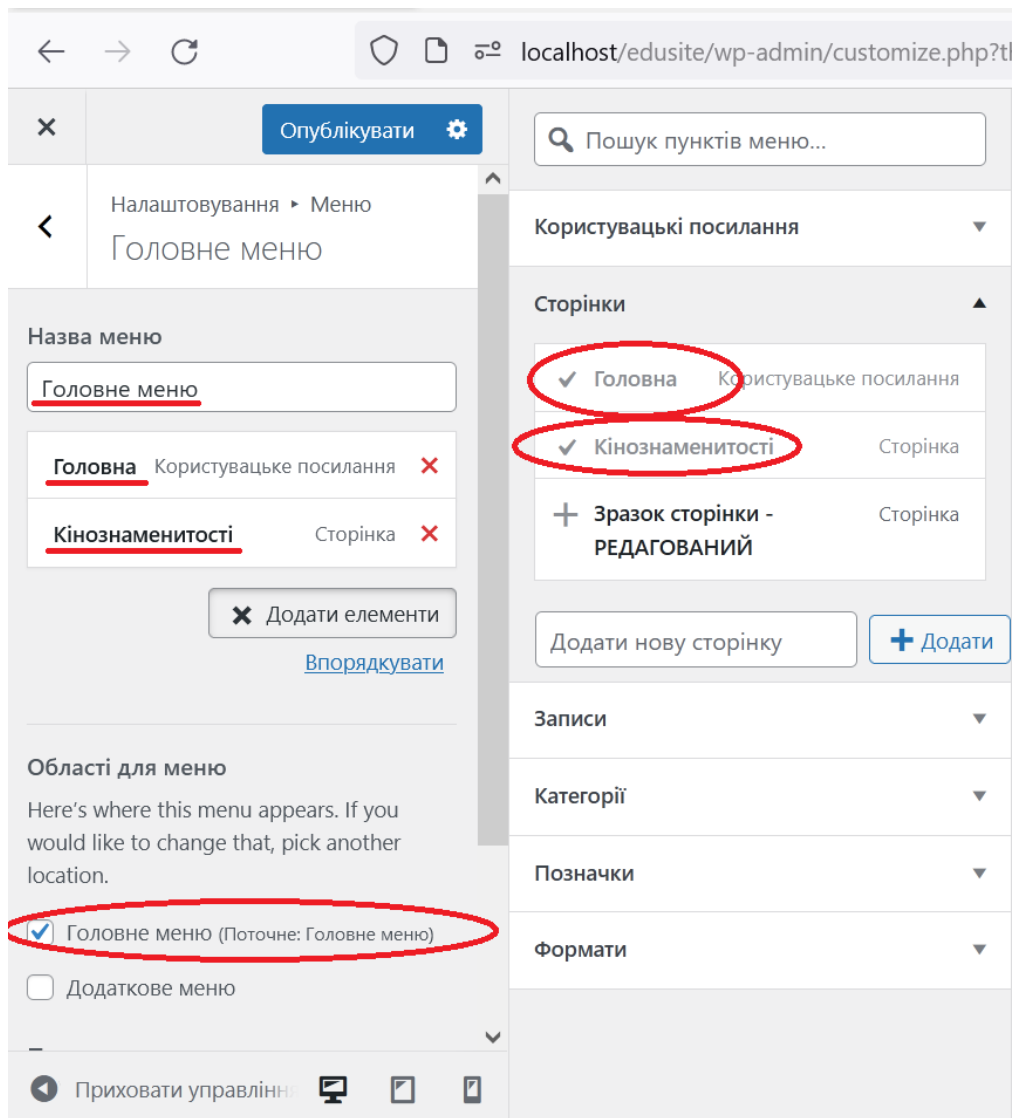 localhost/edusite/wp-admin/customize.php?t
Опублікувати
Налаштовування ▸ Меню
Головне меню
Назва меню
Головне меню
Головна Користувацьке посилання
Кінознаменитості Сторінка
Додати елементи
Впорядкувати
Області для меню
Here's where this menu appears. If you
would like to change that, pick another
location.
Головне меню (Поточне: Головне меню)
Додаткове меню
Приховати управлінн
Пошук пунктів меню...
Користувацькі посилання
Сторінки
Головна Користувацьке посилання
Кінознаменитості Сторінка
Зразок сторінки - Сторінка
РЕДАГОВАНИЙ
Додати нову сторінку Додати
Записи
Категорії
Позначки
Формати